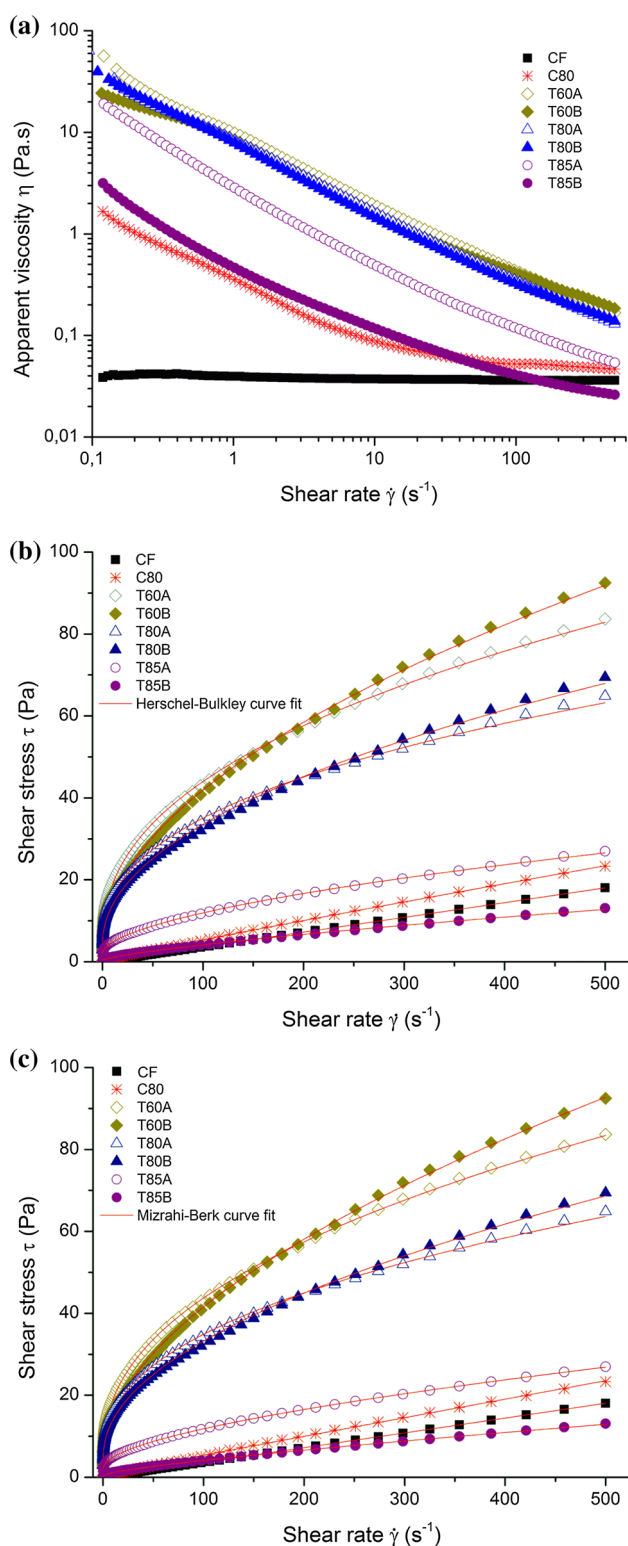 (a)
100
10
1
0,1
0,01
0,1
1
10
100
Apparent viscosity η (Pa.s)
Shear rate γ̇ (s⁻¹)
CF
C80
T60A
T60B
T80A
T80B
T85A
T85B
(b)
100
80
60
40
20
0
0
100
200
300
400
500
Shear stress τ (Pa)
Shear rate γ̇ (s⁻¹)
CF
C80
T60A
T60B
T80A
T80B
T85A
T85B
Herschel-Bulkley curve fit
(c)
100
80
60
40
20
0
0
100
200
300
400
500
Shear stress τ (Pa)
Shear rate γ̇ (s⁻¹)
CF
C80
T60A
T60B
T80A
T80B
T85A
T85B
Mizrahi-Berk curve fit